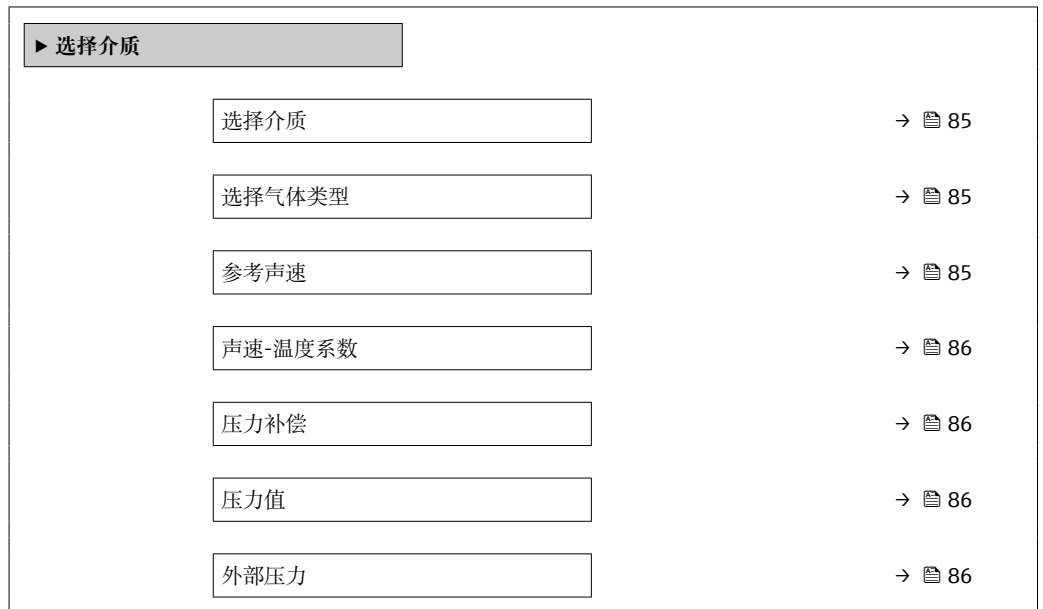 ▶ 选择介质
选择介质 → 85
选择气体类型 → 85
参考声速 → 85
声速-温度系数 → 86
压力补偿 → 86
压力值 → 86
外部压力 → 86